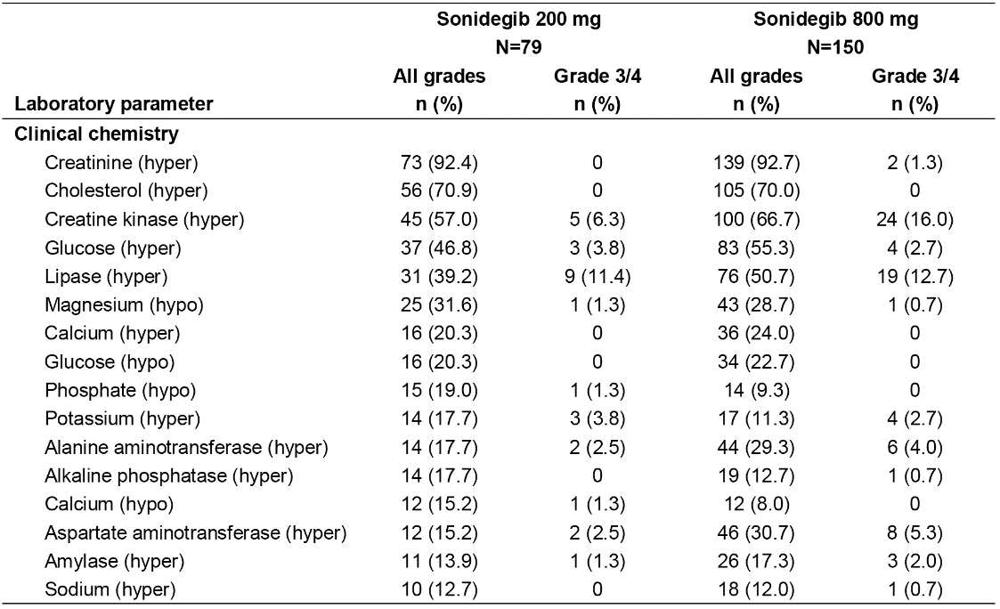 Sonidegib 200 mg Sonidegib 800 mg
N=79 N=150
All grades Grade 3/4 All grades Grade 3/4
Laboratory parameter n (%) n (%) n (%) n (%)
Clinical chemistry
Creatinine (hyper) 73 (92.4) 0 139 (92.7) 2 (1.3)
Cholesterol (hyper) 56 (70.9) 0 105 (70.0) 0
Creatine kinase (hyper) 45 (57.0) 5 (6.3) 100 (66.7) 24 (16.0)
Glucose (hyper) 37 (46.8) 3 (3.8) 83 (55.3) 4 (2.7)
Lipase (hyper) 31 (39.2) 9 (11.4) 76 (50.7) 19 (12.7)
Magnesium (hypo) 25 (31.6) 1 (1.3) 43 (28.7) 1 (0.7)
Calcium (hyper) 16 (20.3) 0 36 (24.0) 0
Glucose (hypo) 16 (20.3) 0 34 (22.7) 0
Phosphate (hypo) 15 (19.0) 1 (1.3) 14 (9.3) 0
Potassium (hyper) 14 (17.7) 3 (3.8) 17 (11.3) 4 (2.7)
Alanine aminotransferase (hyper) 14 (17.7) 2 (2.5) 44 (29.3) 6 (4.0)
Alkaline phosphatase (hyper) 14 (17.7) 0 19 (12.7) 1 (0.7)
Calcium (hypo) 12 (15.2) 1 (1.3) 12 (8.0) 0
Aspartate aminotransferase (hyper) 12 (15.2) 2 (2.5) 46 (30.7) 8 (5.3)
Amylase (hyper) 11 (13.9) 1 (1.3) 26 (17.3) 3 (2.0)
Sodium (hyper) 10 (12.7) 0 18 (12.0) 1 (0.7)